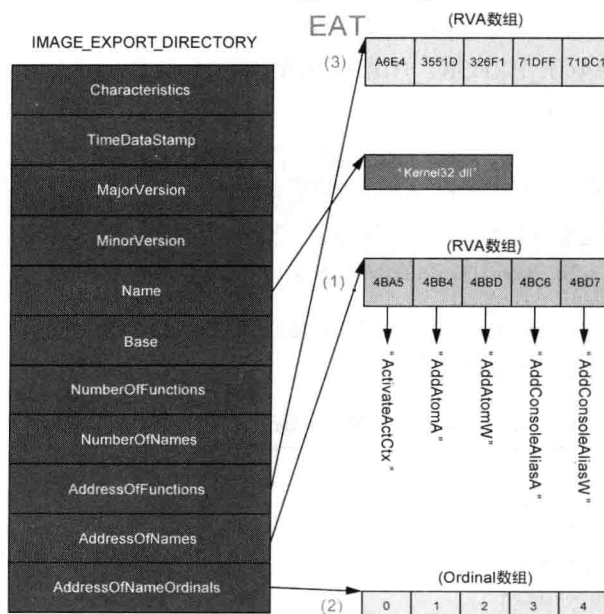 EAT
(RVA数组)
IMAGE_EXPORT_DIRECTORY
(3)
A6E4 3551D 326F1 71DFF 71DC1
Characteristics
TimeDataStamp
MajorVersion
"Kernel32.dll"
MinorVersion
(RVA数组)
Name
(1)
4BA5 4BB4 4BBD 4BC6 4BD7
Base
"ActivateActCtx"
"AddAtomA"
"AddAtomW"
"AddConsoleAliasA"
"AddConsoleAliasW"
NumberOfFunctions
NumberOfNames
AddressOfFunctions
AddressOfNames
AddressOfNameOrdinals
(Ordinal数组)
(2)
0 1 2 3 4